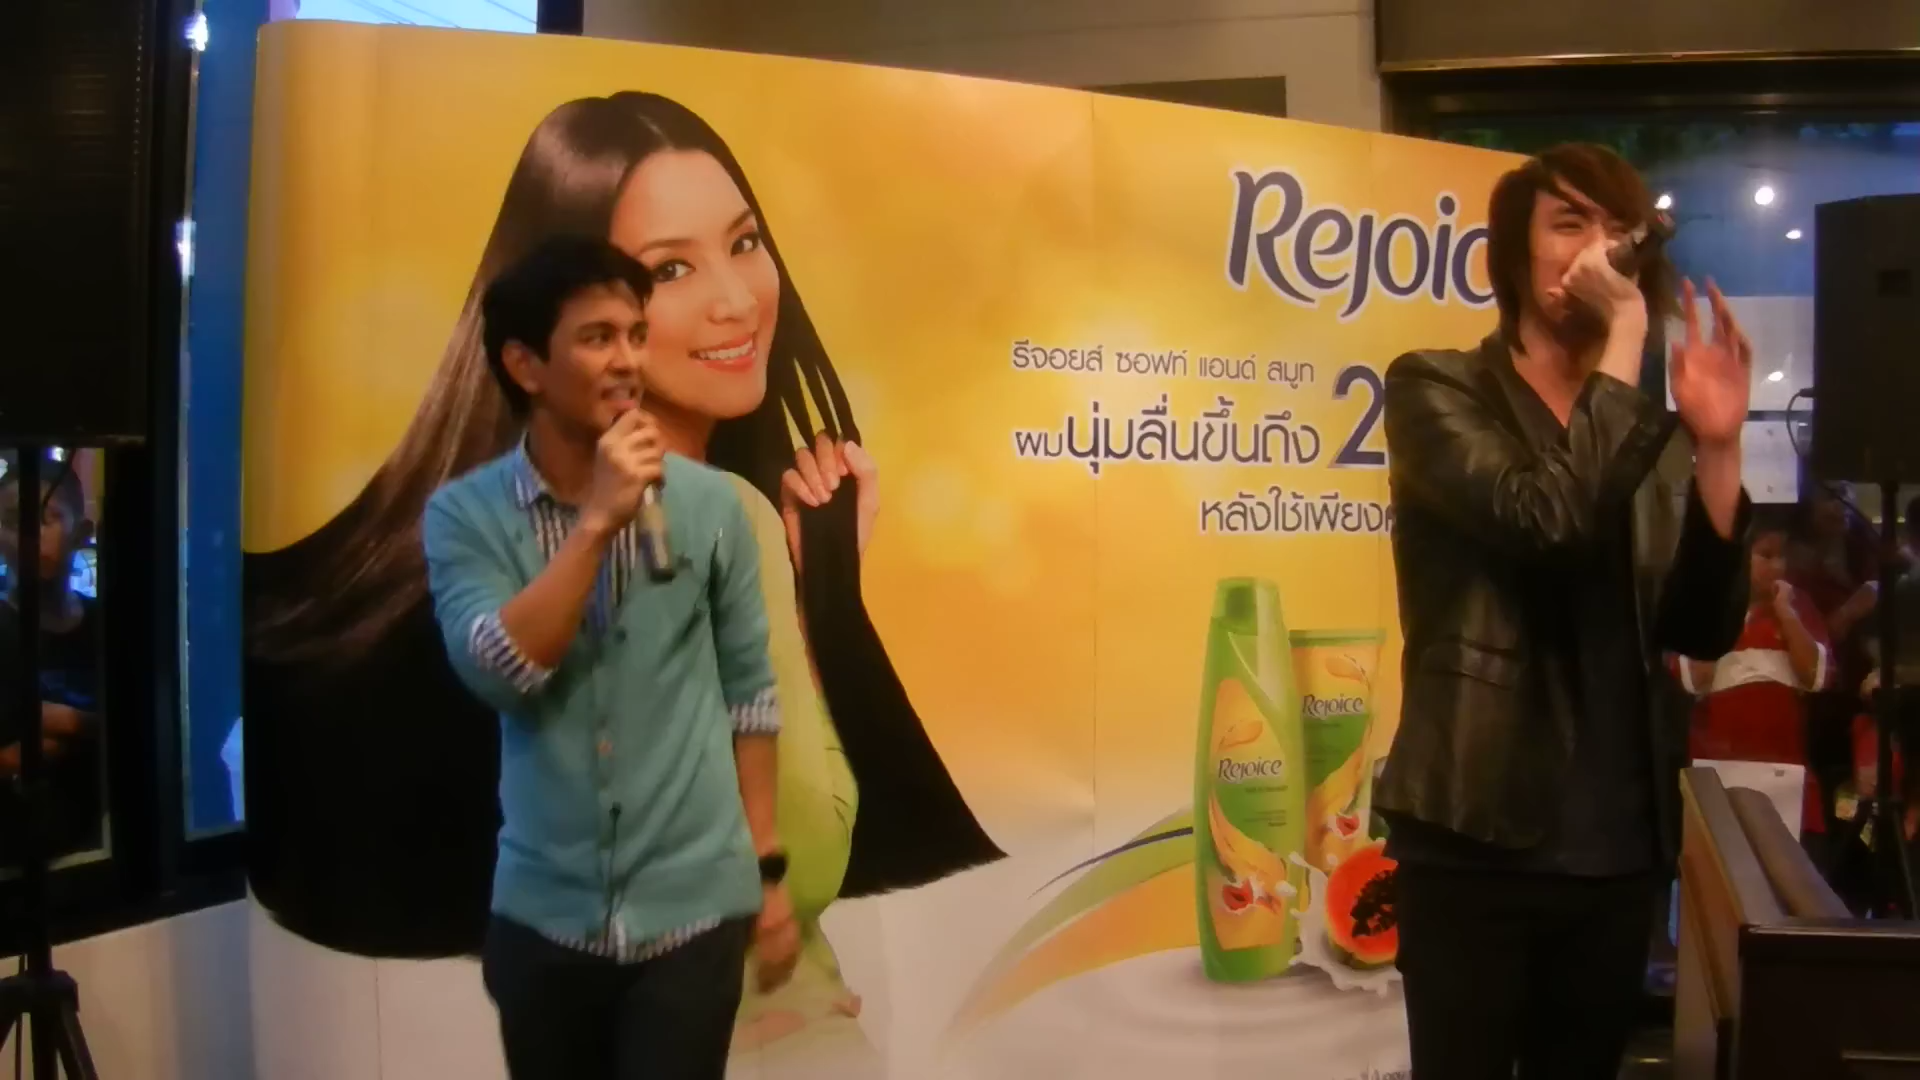 Rejoic
รีจอยส์ ซอฟท์ แอนด์ สมูท
ผมนุ่มลื่นขึ้นถึง 2
หลังใช้เพียง
Rejoice
Rejoice